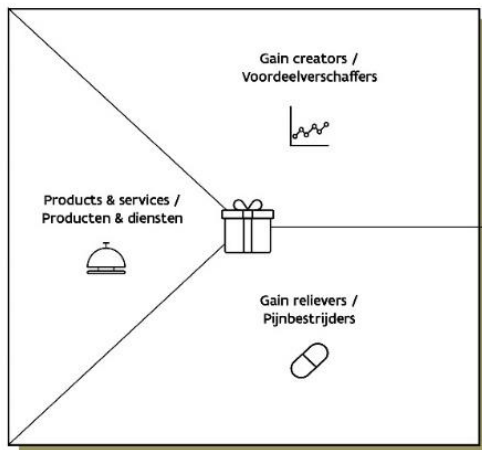 Gain creators /
Voordeelverschaffers
Products & services /
Producten & diensten
Gain relievers /
Pijnbestrijders